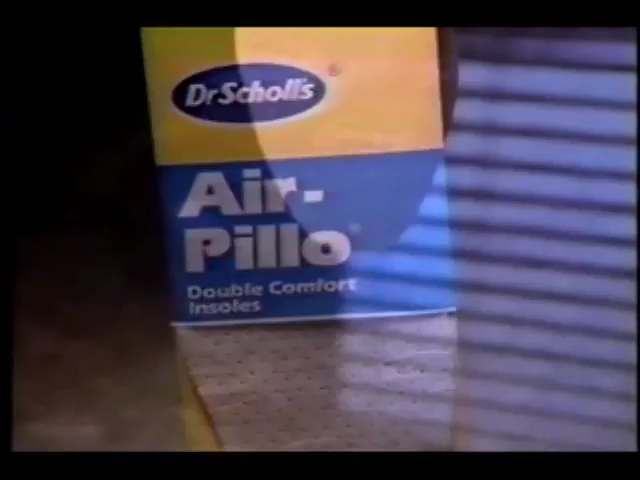 Dr Scholl's ®
Air-
Pillo®
Double Comfort
Insoles